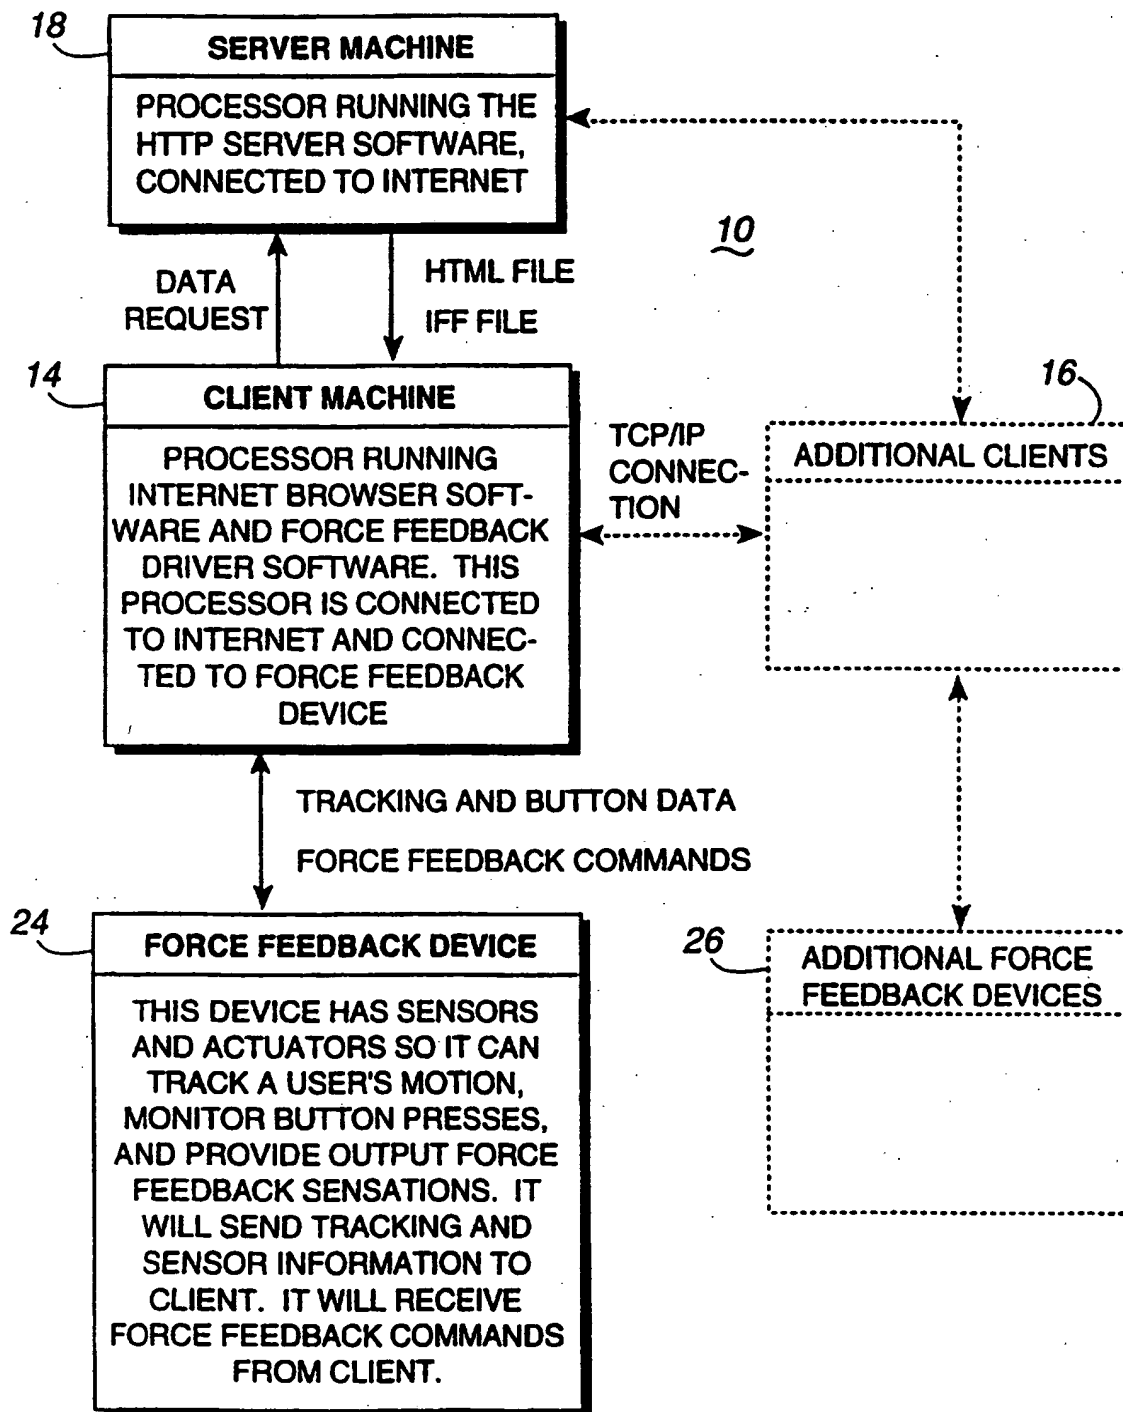 18
SERVER MACHINE
PROCESSOR RUNNING THE
HTTP SERVER SOFTWARE,
CONNECTED TO INTERNET
10
DATA
REQUEST
HTML FILE
IFF FILE
14
CLIENT MACHINE
PROCESSOR RUNNING
INTERNET BROWSER SOFT-
WARE AND FORCE FEEDBACK
DRIVER SOFTWARE. THIS
PROCESSOR IS CONNECTED
TO INTERNET AND CONNEC-
TED TO FORCE FEEDBACK
DEVICE
TCP/IP
CONNEC-
TION
16
ADDITIONAL CLIENTS
TRACKING AND BUTTON DATA
FORCE FEEDBACK COMMANDS
24
FORCE FEEDBACK DEVICE
THIS DEVICE HAS SENSORS
AND ACTUATORS SO IT CAN
TRACK A USER'S MOTION,
MONITOR BUTTON PRESSES,
AND PROVIDE OUTPUT FORCE
FEEDBACK SENSATIONS. IT
WILL SEND TRACKING AND
SENSOR INFORMATION TO
CLIENT. IT WILL RECEIVE
FORCE FEEDBACK COMMANDS
FROM CLIENT.
26
ADDITIONAL FORCE
FEEDBACK DEVICES